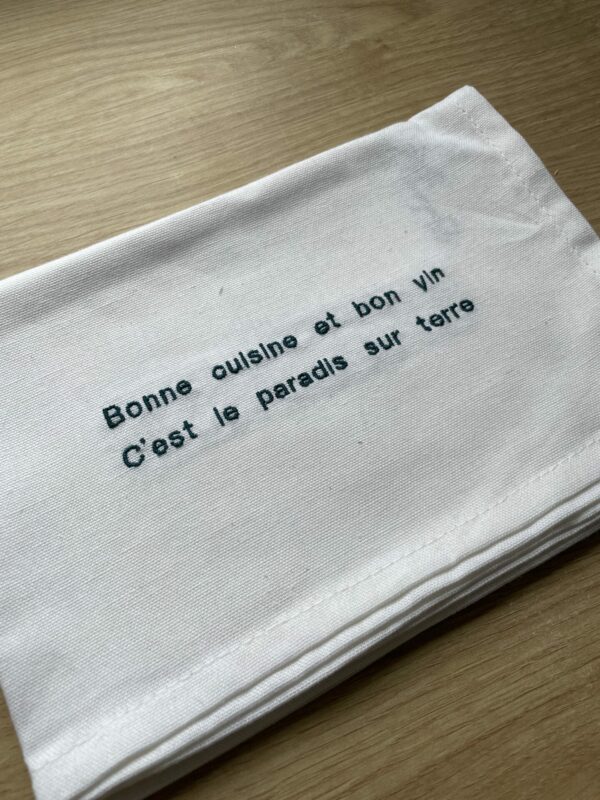 Bonne cuisine et bon vin
C'est le paradis sur terre